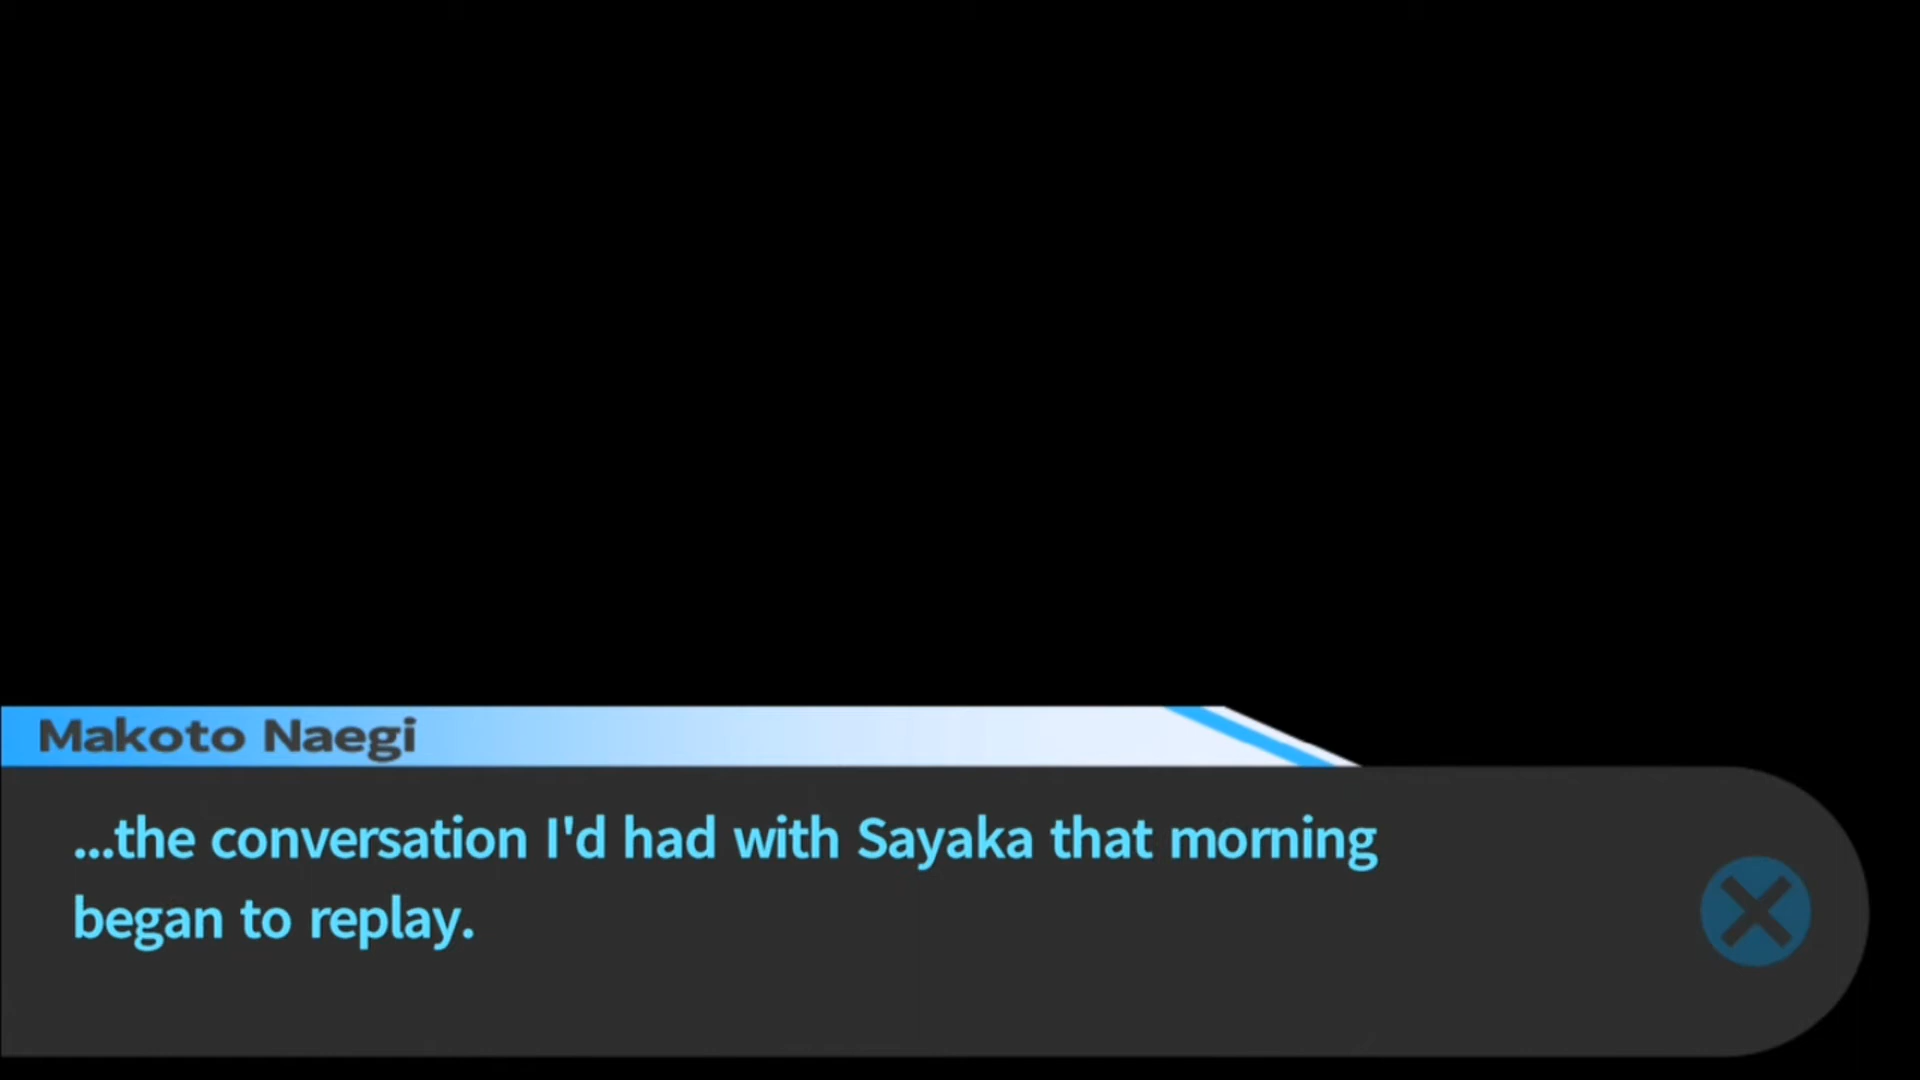 Makoto Naegi
...the conversation I'd had with Sayaka that morning
began to replay.